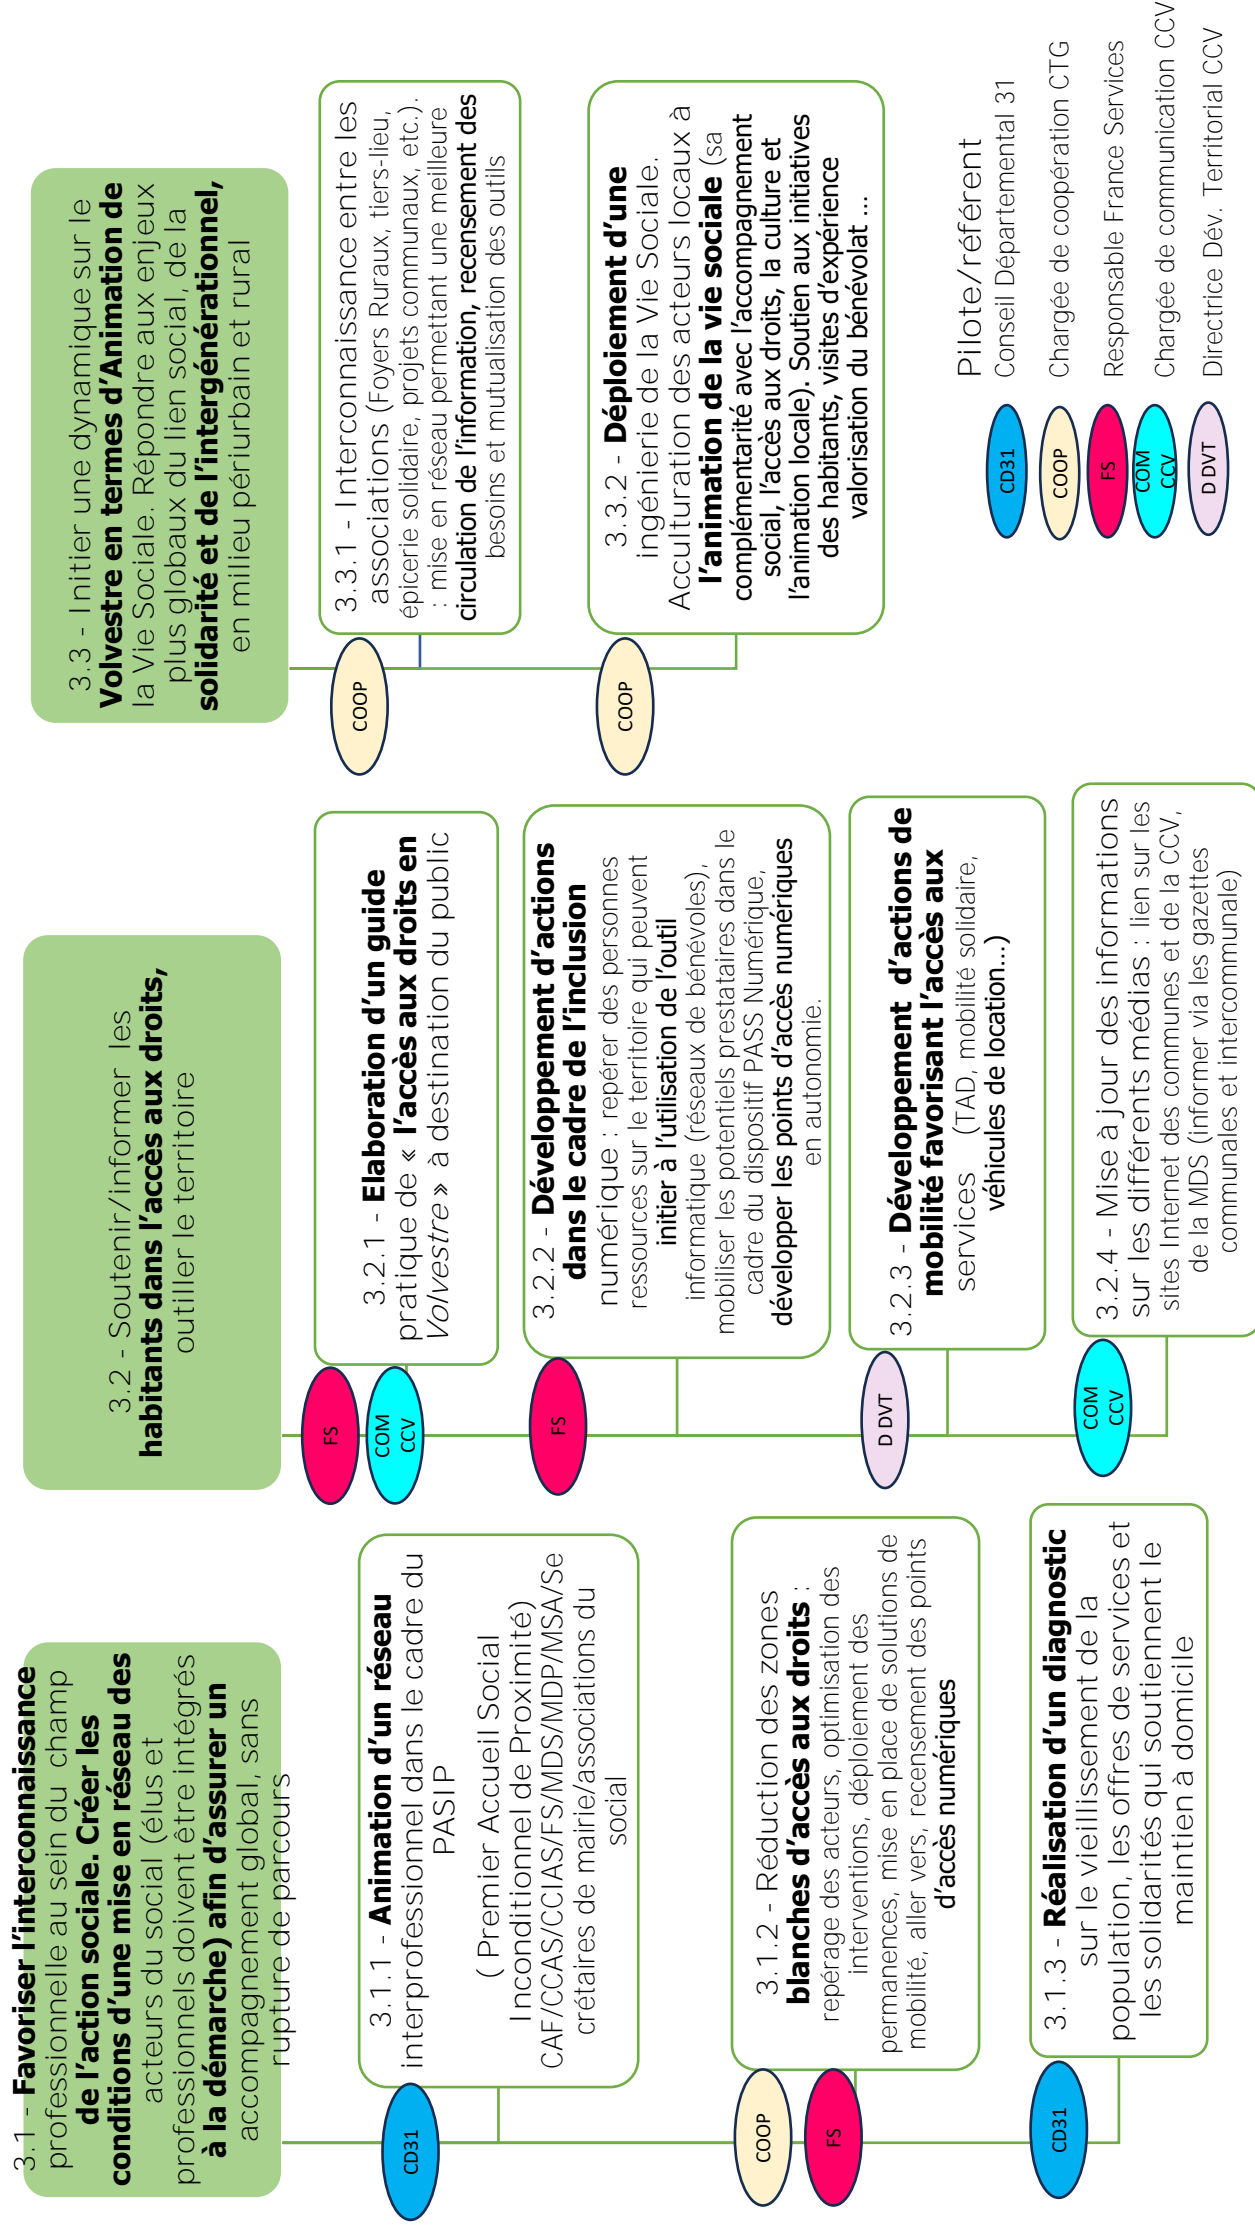 3.1 - Favoriser l'interconnaissance
professionnelle au sein du champ
de l'action sociale. Créer les
conditions d'une mise en réseau des
acteurs du social (élus et
professionnels doivent être intégrés
à la démarche) afin d'assurer un
accompagnement global, sans
rupture de parcours
CD31
3.1.1 - Animation d'un réseau
interprofessionnel dans le cadre du
PASIP
( Premier Accueil Social
Inconditionnel de Proximité)
CAF/CCAS/CCIAS/FS/MDS/MDP/MSA/Se
crétaires de mairie/associations du
social
COOP
FS
3.1.2 - Réduction des zones
blanches d'accès aux droits :
repérage des acteurs, optimisation des
interventions, déploiement des
permanences, mise en place de solutions de
mobilité, aller vers, recensement des points
d'accès numériques
CD31
3.1.3 - Réalisation d'un diagnostic
sur le vieillissement de la
population, les offres de services et
les solidarités qui soutiennent le
maintien à domicile
3.2 - Soutenir/informer les
habitants dans l'accès aux droits,
outiller le territoire
FS
COM
CCV
3.2.1 - Elaboration d'un guide
pratique de « l'accès aux droits en
Volvestre » à destination du public
FS
3.2.2 - Développement d'actions
dans le cadre de l'inclusion
numérique : repérer des personnes
ressources sur le territoire qui peuvent
initier à l'utilisation de l'outil
informatique (réseaux de bénévoles),
mobiliser les potentiels prestataires dans le
cadre du dispositif PASS Numérique,
développer les points d'accès numériques
en autonomie.
D DVT
3.2.3 - Développement d'actions de
mobilité favorisant l'accès aux
services (TAD, mobilité solidaire,
véhicules de location…)
COM
CCV
3.2.4 - Mise à jour des informations
sur les différents médias : lien sur les
sites Internet des communes et de la CCV,
de la MDS (informer via les gazettes
communales et intercommunale)
3.3 - Initier une dynamique sur le
Volvestre en termes d'Animation de
la Vie Sociale. Répondre aux enjeux
plus globaux du lien social, de la
solidarité et de l'intergénérationnel,
en milieu périurbain et rural
COOP
3.3.1 - Interconnaissance entre les
associations (Foyers Ruraux, tiers-lieu,
épicerie solidaire, projets communaux, etc.).
: mise en réseau permettant une meilleure
circulation de l'information, recensement des
besoins et mutualisation des outils
COOP
3.3.2 - Déploiement d'une
ingénierie de la Vie Sociale.
Acculturation des acteurs locaux à
l'animation de la vie sociale (sa
complémentarité avec l'accompagnement
social, l'accès aux droits, la culture et
l'animation locale). Soutien aux initiatives
des habitants, visites d'expérience
valorisation du bénévolat …
Pilote/référent
CD31 Conseil Départemental 31
COOP Chargée de coopération CTG
FS Responsable France Services
COM
CCV Chargée de communication CCV
D DVT Directrice Dév. Territorial CCV